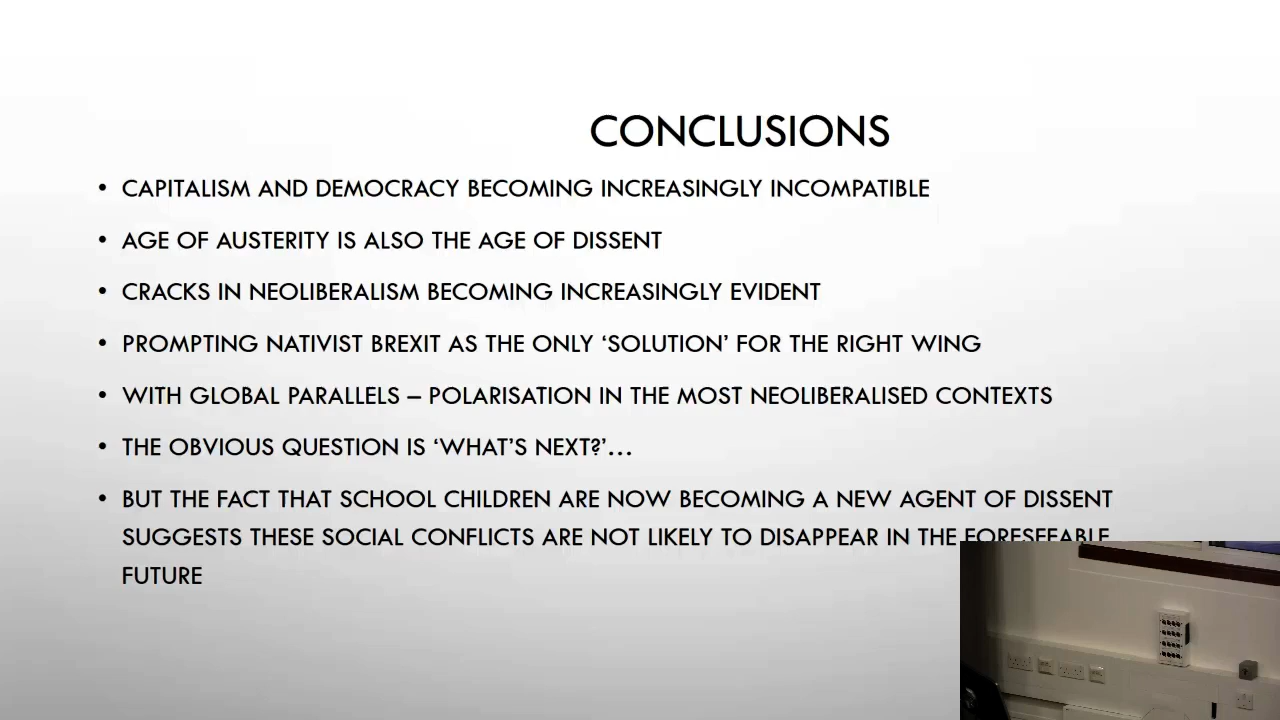 CONCLUSIONS
• CAPITALISM AND DEMOCRACY BECOMING INCREASINGLY INCOMPATIBLE
• AGE OF AUSTERITY IS ALSO THE AGE OF DISSENT
• CRACKS IN NEOLIBERALISM BECOMING INCREASINGLY EVIDENT
• PROMPTING NATIVIST BREXIT AS THE ONLY ‘SOLUTION’ FOR THE RIGHT WING
• WITH GLOBAL PARALLELS – POLARISATION IN THE MOST NEOLIBERALISED CONTEXTS
• THE OBVIOUS QUESTION IS ‘WHAT’S NEXT?’...
• BUT THE FACT THAT SCHOOL CHILDREN ARE NOW BECOMING A NEW AGENT OF DISSENT
SUGGESTS THESE SOCIAL CONFLICTS ARE NOT LIKELY TO DISAPPEAR IN THE FORESEEABLE
FUTURE